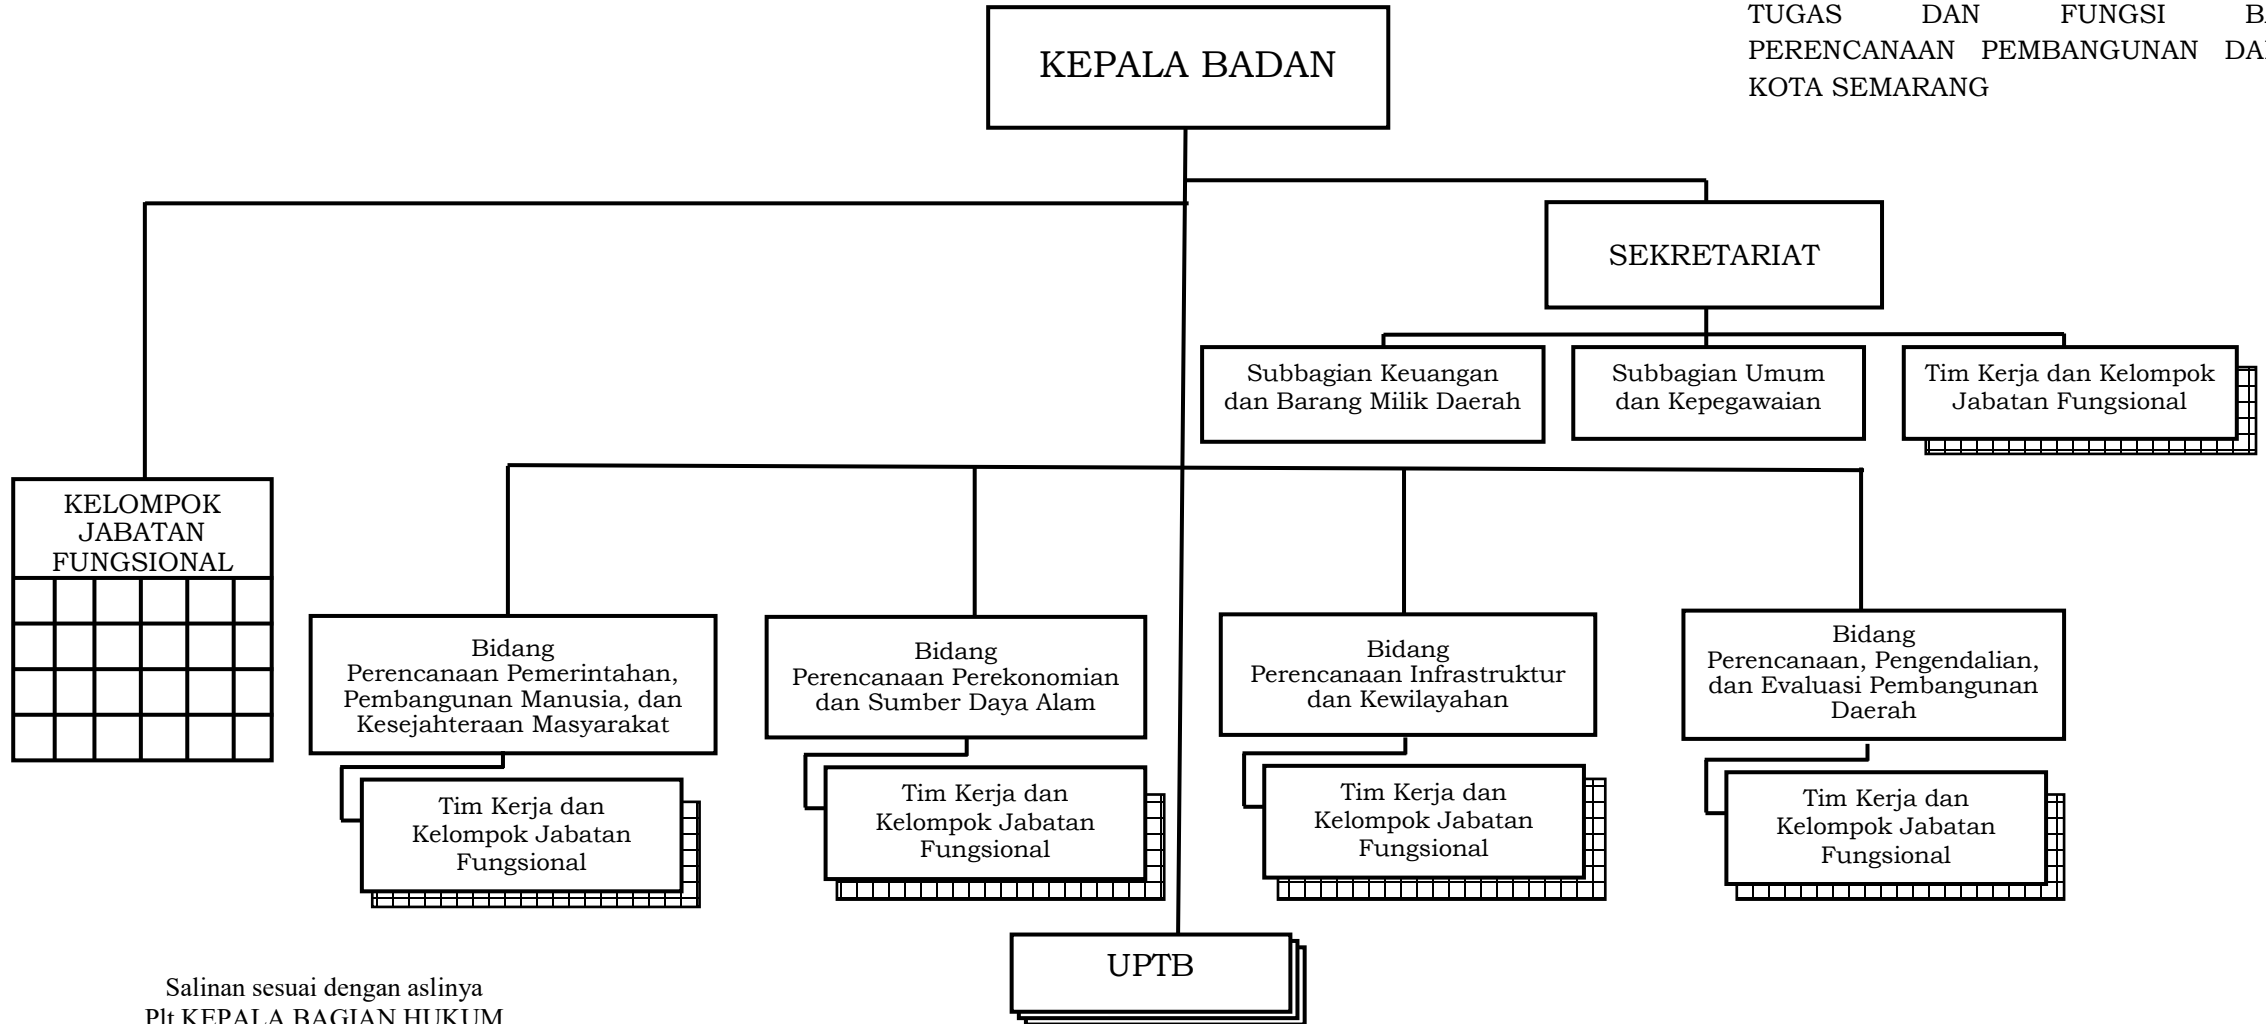 TUGAS DAN FUNGSI
PERENCANAAN PEMBANGUNAN
KOTA SEMARANG
KEPALA BADAN
SEKRETARIAT
Subbagian Keuangan
dan Barang Milik Daerah
Subbagian Umum
dan Kepegawaian
Tim Kerja dan Kelompok
Jabatan Fungsional
KELOMPOK
JABATAN
FUNGSIONAL
Bidang
Perencanaan Pemerintahan,
Pembangunan Manusia, dan
Kesejahteraan Masyarakat
Bidang
Perencanaan Perekonomian
dan Sumber Daya Alam
Bidang
Perencanaan Infrastruktur
dan Kewilayahan
Bidang
Perencanaan, Pengendalian,
dan Evaluasi Pembangunan
Daerah
Tim Kerja dan
Kelompok Jabatan
Fungsional
Tim Kerja dan
Kelompok Jabatan
Fungsional
Tim Kerja dan
Kelompok Jabatan
Fungsional
Tim Kerja dan
Kelompok Jabatan
Fungsional
UPTB
Salinan sesuai dengan aslinya
Plt KEPALA BAGIAN HUKUM